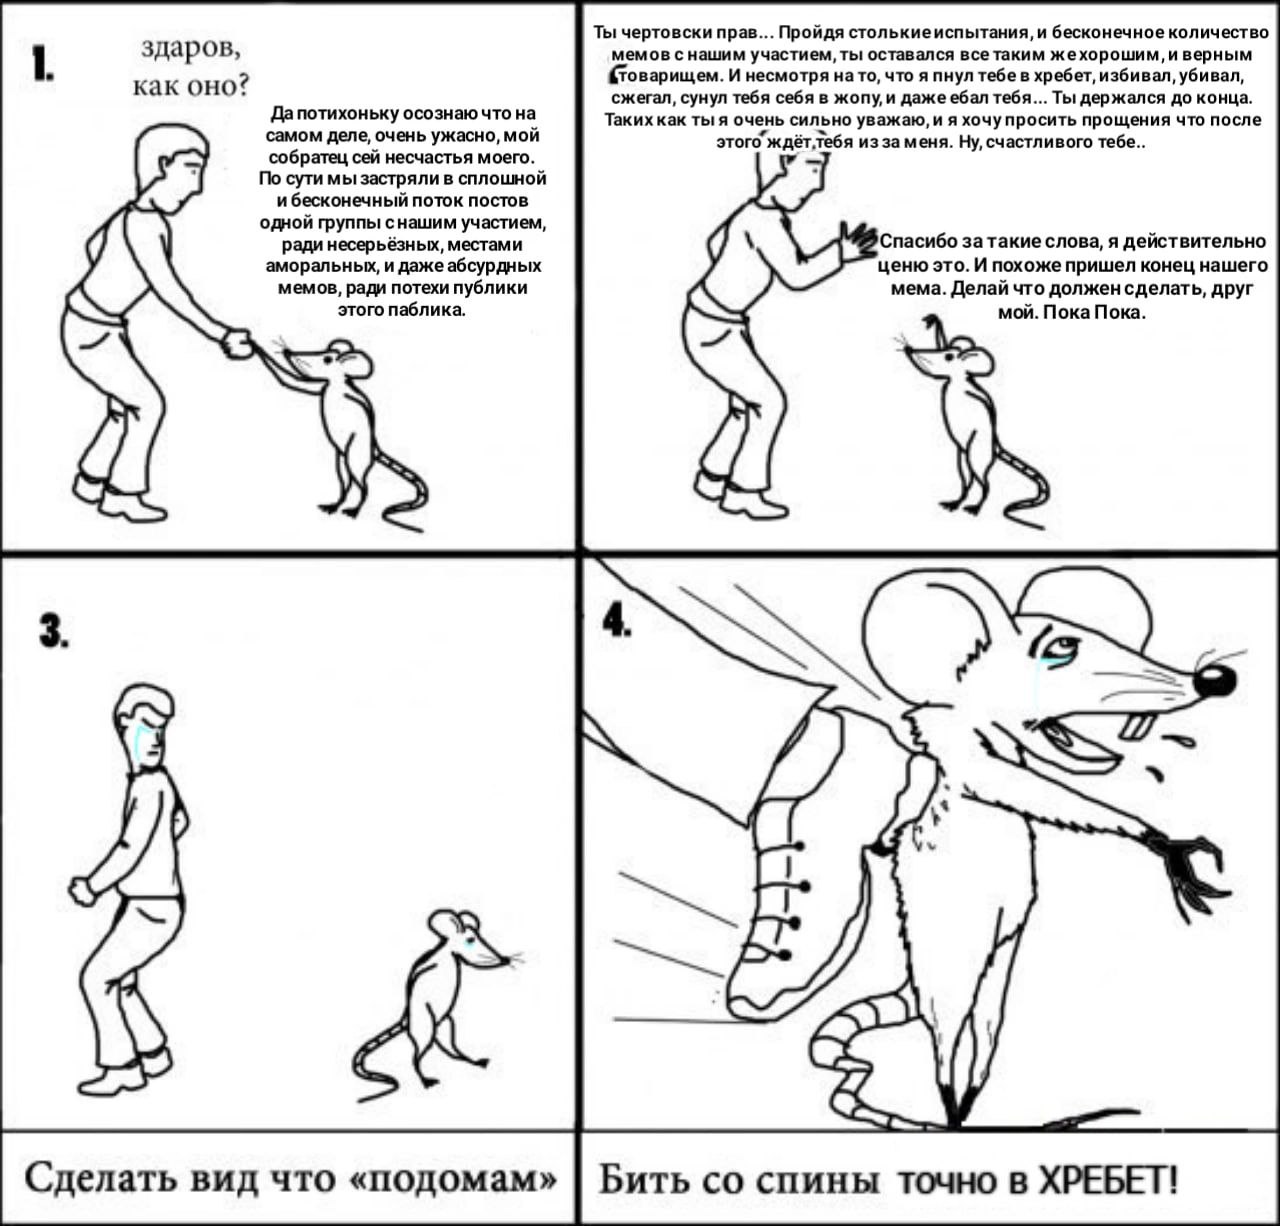 1.
здаров,
как оно?
Да потихоньку осознаю что на
самом деле, очень ужасно, мой
собратец сей несчастья моего.
По сути мы застряли в сплошной
и бесконечный поток постов
одной группы с нашим участием,
ради несерьёзных, местами
аморальных, и даже абсурдных
мемов, ради потехи публики
этого паблика.
Ты чертовски прав... Пройдя столькие испытания, и бесконечное количество
мемов с нашим участием, ты оставался все таким же хорошим, и верным
товарищем. И несмотря на то, что я пнул тебе в хребет, избивал, убивал,
сжегал, сунул тебя себя в жопу, и даже ебал тебя... Ты держался до конца.
Таких как ты я очень сильно уважаю, и я хочу просить прощения что после
этого ждёт,тебя из за меня. Ну, счастливого тебе..
Спасибо за такие слова, я действительно
ценю это. И похоже пришел конец нашего
мема. Делай что должен сделать, друг
мой. Пока Пока.
3.
Сделать вид что «подомам»
4.
Бить со спины точно в ХРЕБЕТ!